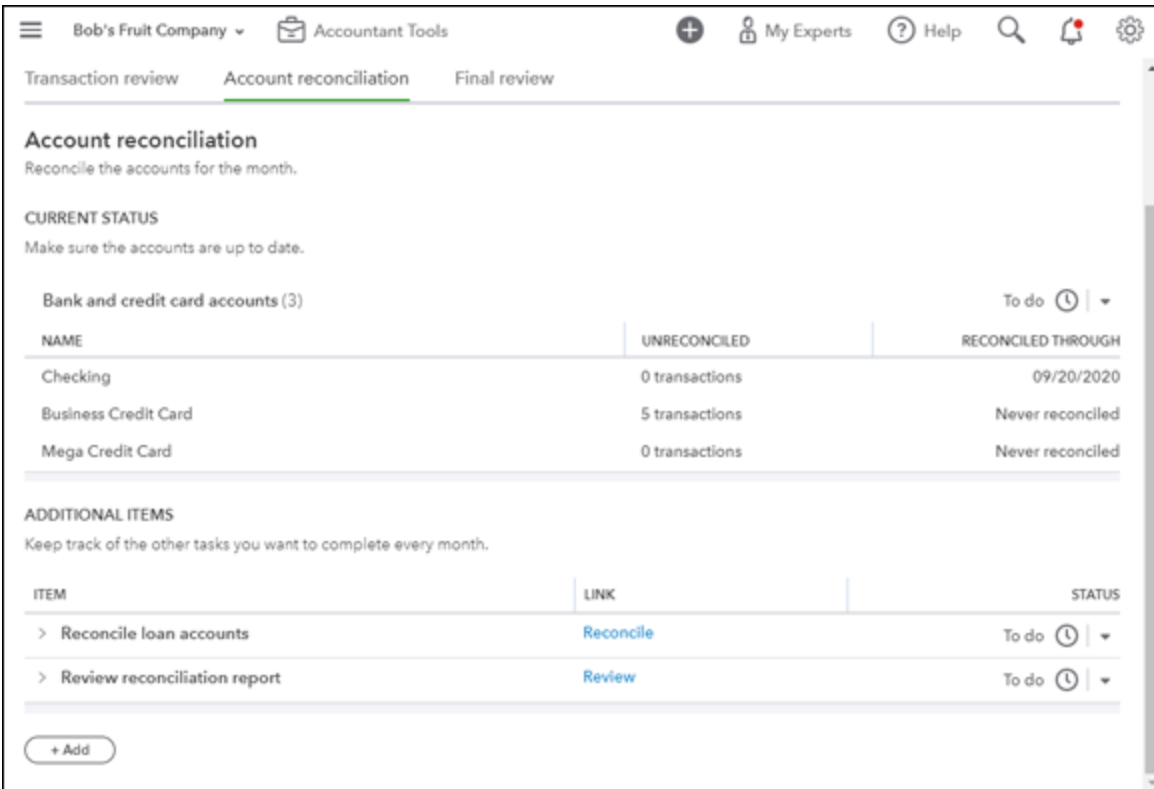 Bob's Fruit Company Accountant Tools My Experts Help
Transaction review Account reconciliation Final review
Account reconciliation
Reconcile the accounts for the month.
CURRENT STATUS
Make sure the accounts are up to date.
Bank and credit card accounts (3) To do
NAME UNRECONCILED RECONCILED THROUGH
Checking 0 transactions 09/20/2020
Business Credit Card 5 transactions Never reconciled
Mega Credit Card 0 transactions Never reconciled
ADDITIONAL ITEMS
Keep track of the other tasks you want to complete every month.
ITEM LINK STATUS
Reconcile loan accounts Reconcile To do
Review reconciliation report Review To do
+ Add